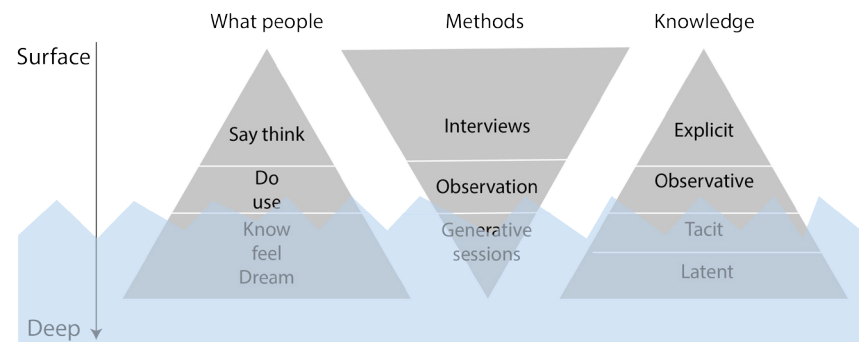 What people
Methods
Knowledge
Surface
Say think
Interviews
Explicit
Do
use
Observation
Observative
Know
feel
Dream
Generative
sessions
Tacit
Latent
Deep